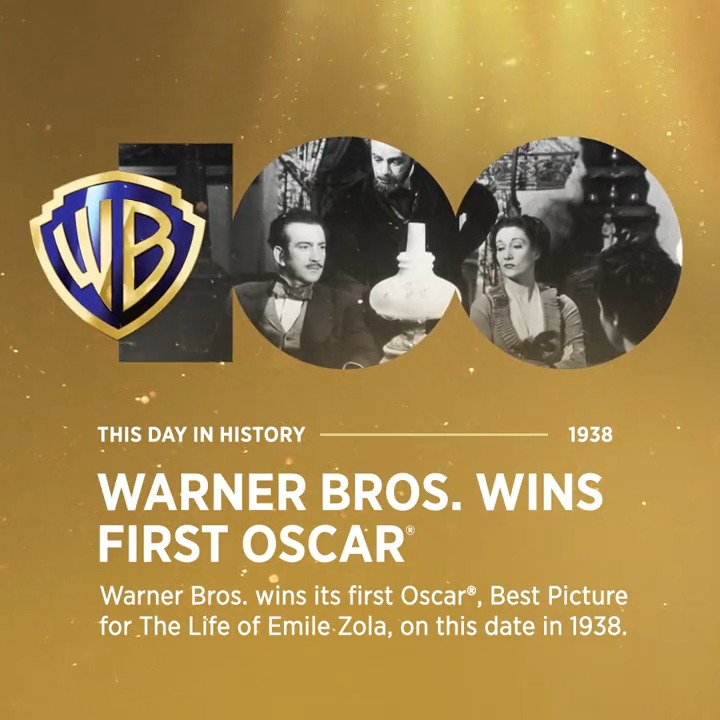 100
WB
THIS DAY IN HISTORY 1938
WARNER BROS. WINS
FIRST OSCAR®
Warner Bros. wins its first Oscar®, Best Picture
for The Life of Emile Zola, on this date in 1938.